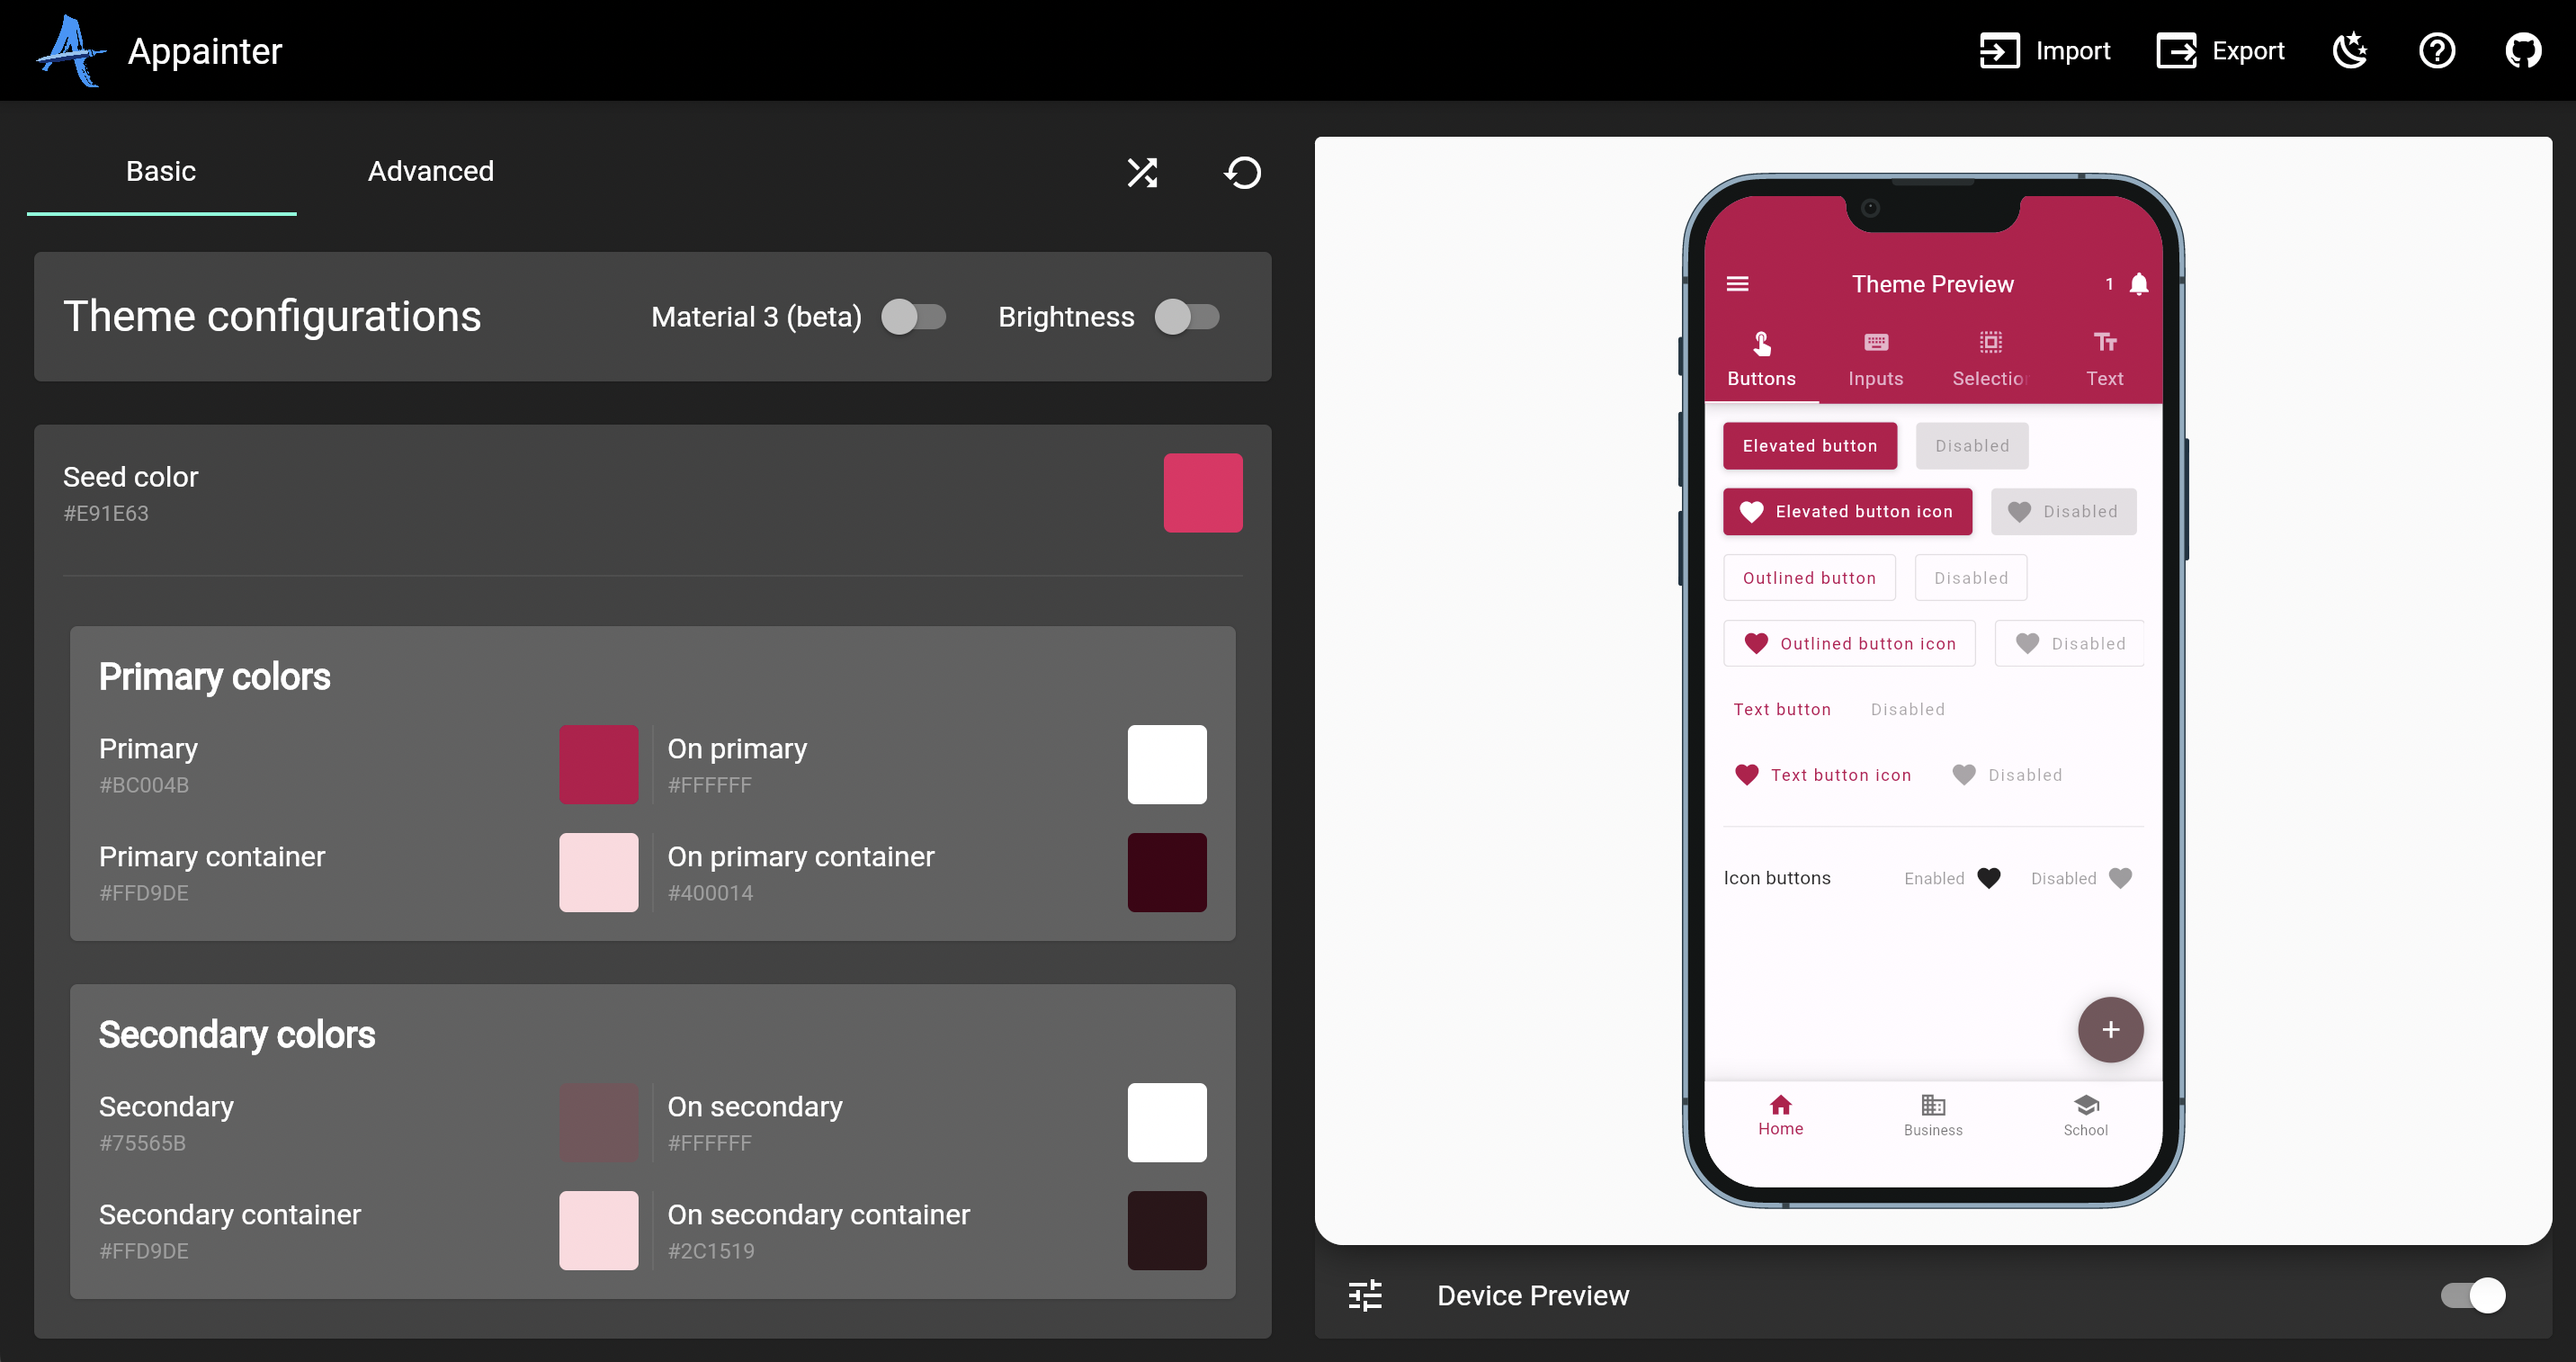 Appainter
Import
Export
Basic
Advanced
Theme configurations
Material 3 (beta)
Brightness
Seed color
#E91E63
Primary colors
Primary
#BC004B
On primary
#FFFFFF
Primary container
#FFD9DE
On primary container
#400014
Secondary colors
Secondary
#75565B
On secondary
#FFFFFF
Secondary container
#FFD9DE
On secondary container
#2C1519
Theme Preview
1
Buttons
Inputs
Selectio
Text
Elevated button
Disabled
Elevated button icon
Disabled
Outlined button
Disabled
Outlined button icon
Disabled
Text button
Disabled
Text button icon
Disabled
Icon buttons
Enabled
Disabled
Home
Business
School
Device Preview